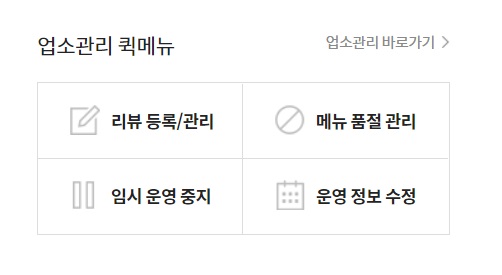 업소관리 퀵메뉴
업소관리 바로가기
리뷰 등록/관리
메뉴 품절 관리
임시 운영 중지
운영 정보 수정